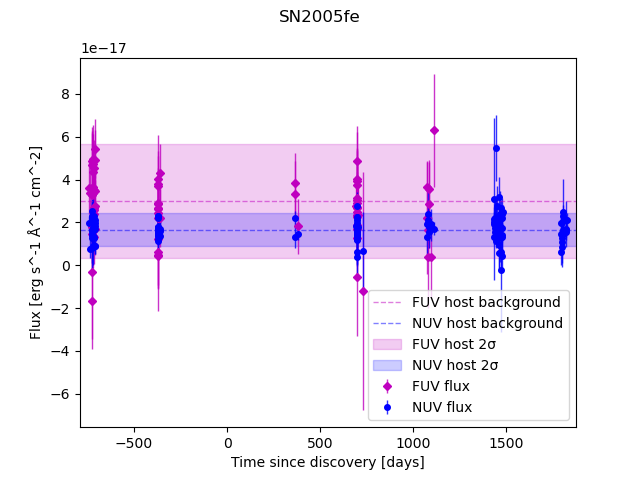 SN2005fe
1e−17
8
6
4
2
0
−2
−4
−6
Flux [erg s^-1 Å^-1 cm^-2]
−500
0
500
1000
1500
Time since discovery [days]
FUV host background
NUV host background
FUV host 2σ
NUV host 2σ
FUV flux
NUV flux